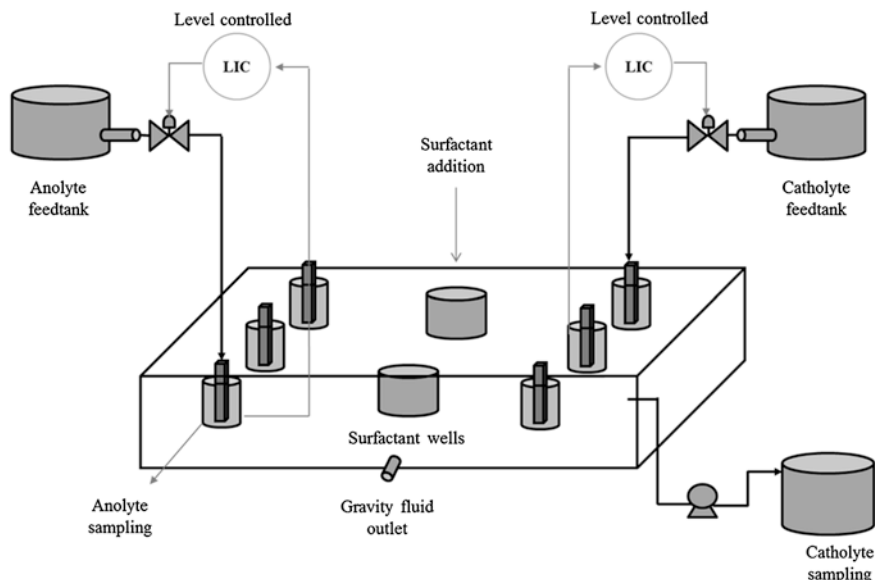 Level controlled
Level controlled
LIC
LIC
Surfactant
addition
Anolyte
feedtank
Catholyte
feedtank
Surfactant wells
Anolyte
sampling
Gravity fluid
outlet
Catholyte
sampling